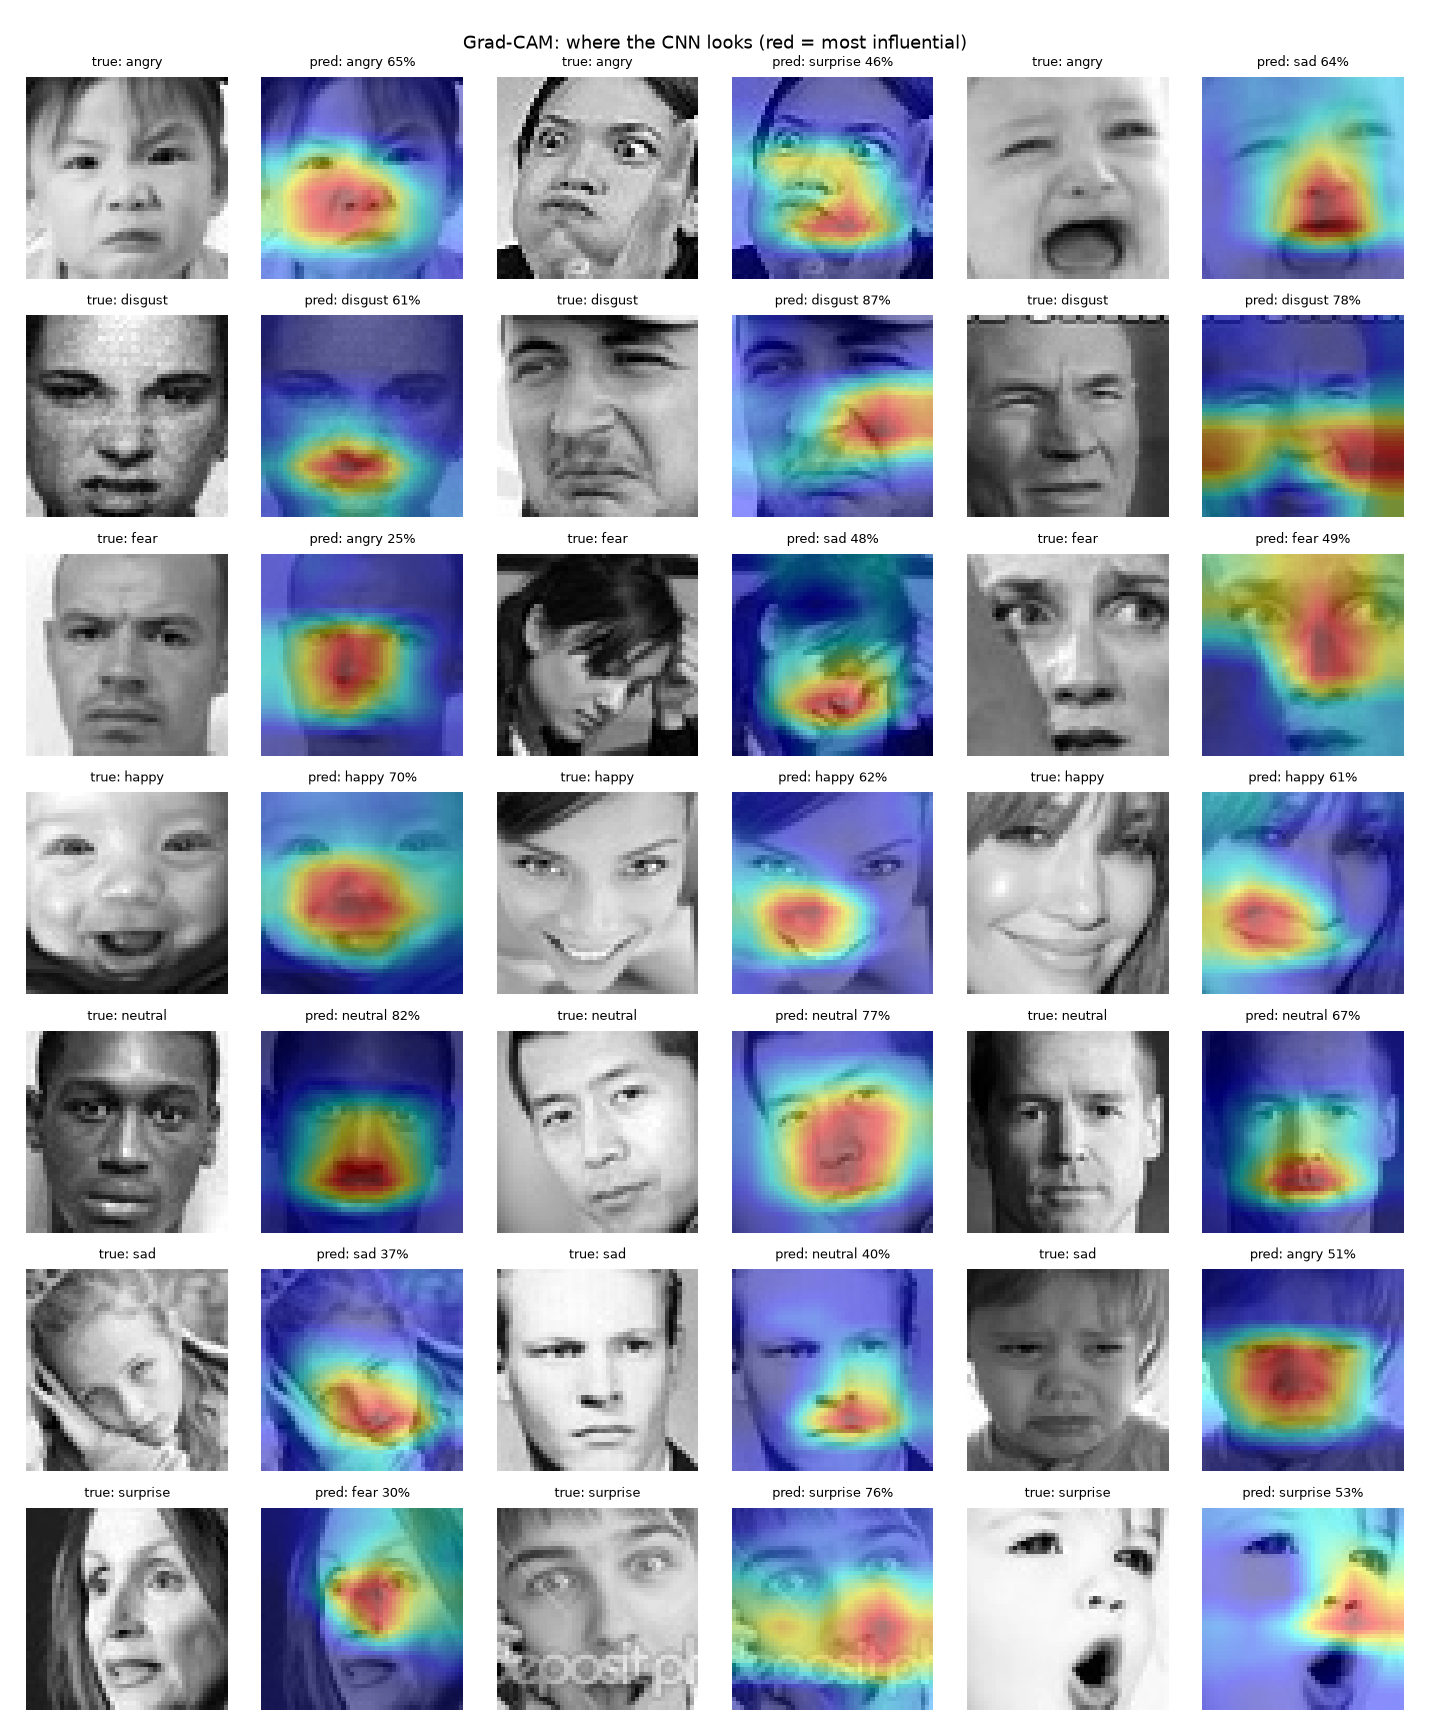 Grad-CAM: where the CNN looks (red = most influential)
true: angry pred: angry 65% true: angry pred: surprise 46% true: angry pred: sad 64%
true: disgust pred: disgust 61% true: disgust pred: disgust 87% true: disgust pred: disgust 78%
true: fear pred: angry 25% true: fear pred: sad 48% true: fear pred: fear 49%
true: happy pred: happy 70% true: happy pred: happy 62% true: happy pred: happy 61%
true: neutral pred: neutral 82% true: neutral pred: neutral 77% true: neutral pred: neutral 67%
true: sad pred: sad 37% true: sad pred: neutral 40% true: sad pred: angry 51%
true: surprise pred: fear 30% true: surprise pred: surprise 76% true: surprise pred: surprise 53%